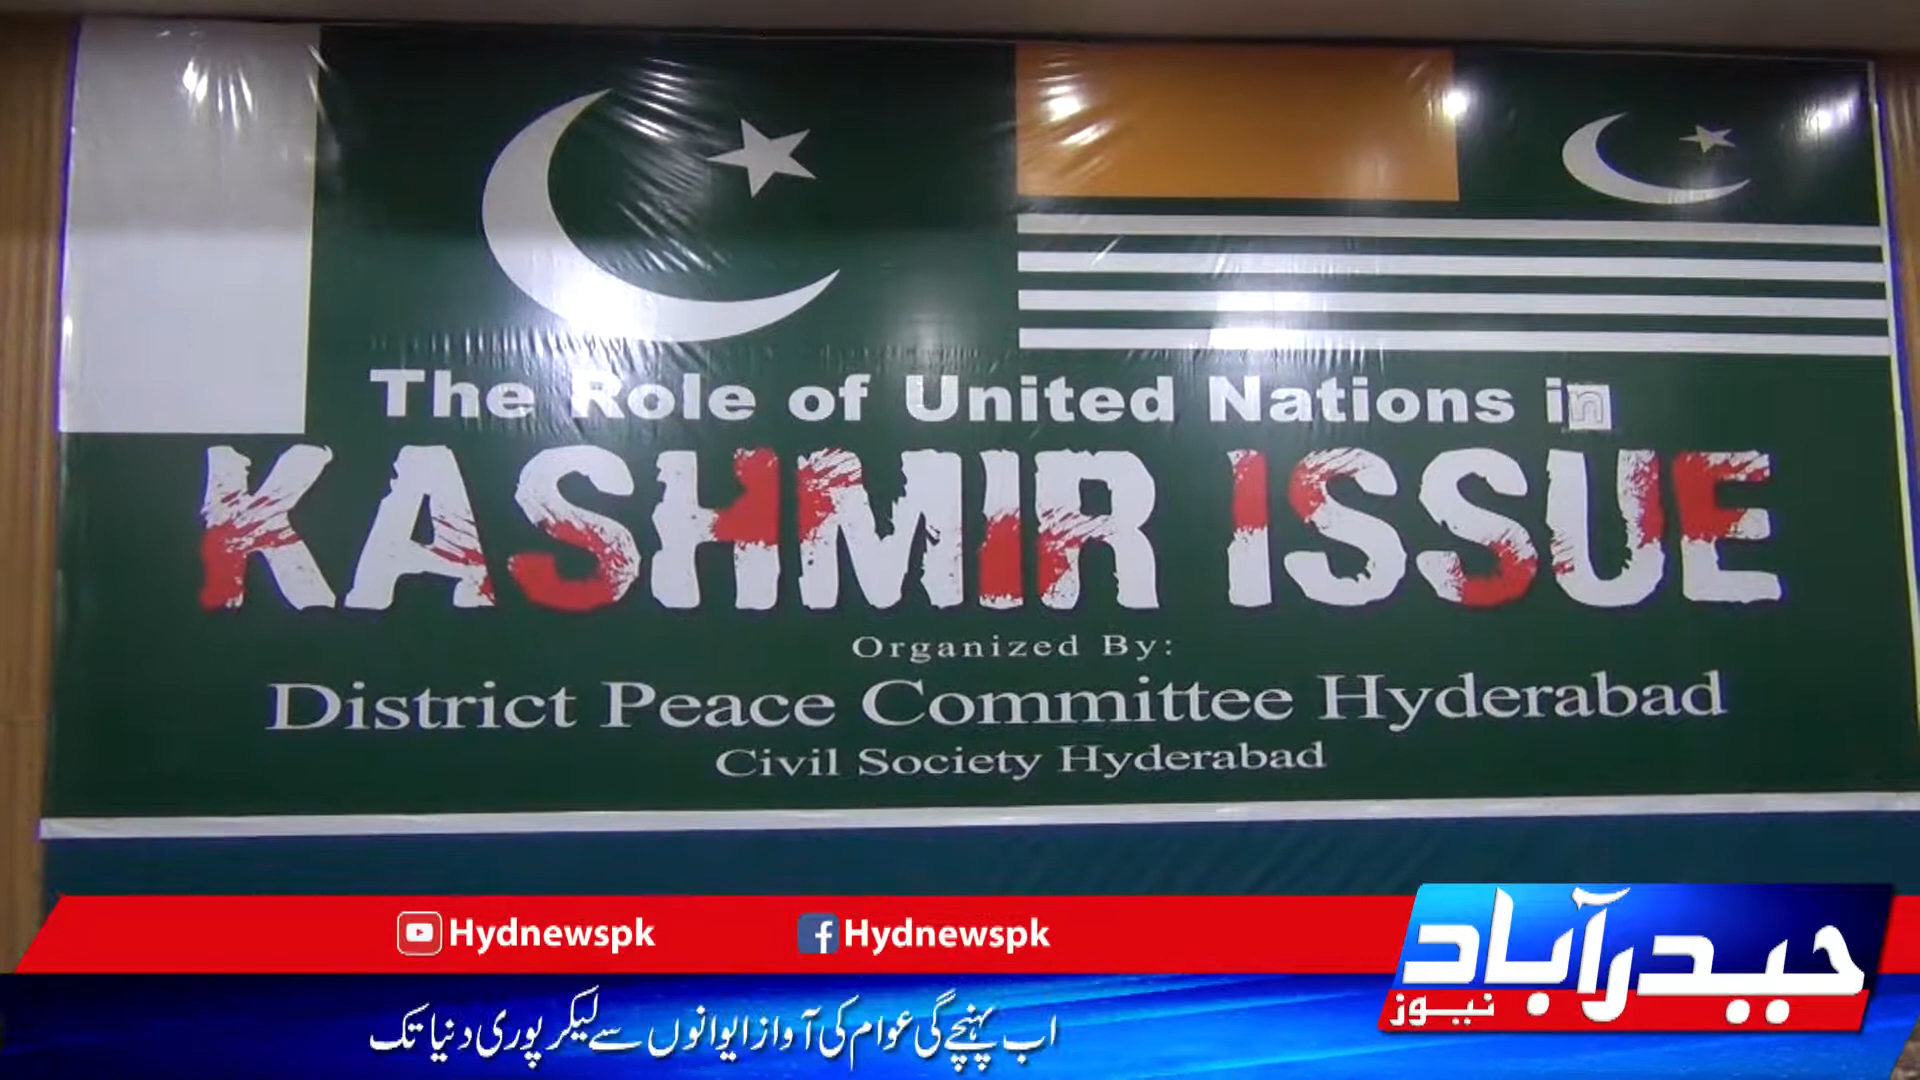 The Role of United Nations in
KASHMIR ISSUE
Organized By:
District Peace Committee Hyderabad
Civil Society Hyderabad
Hydnewspk
Hydnewspk
حیدرآباد
نیوز
اب پہنچے گی عوام کی آواز ایوانوں سے لیکر پوری دنیا تک